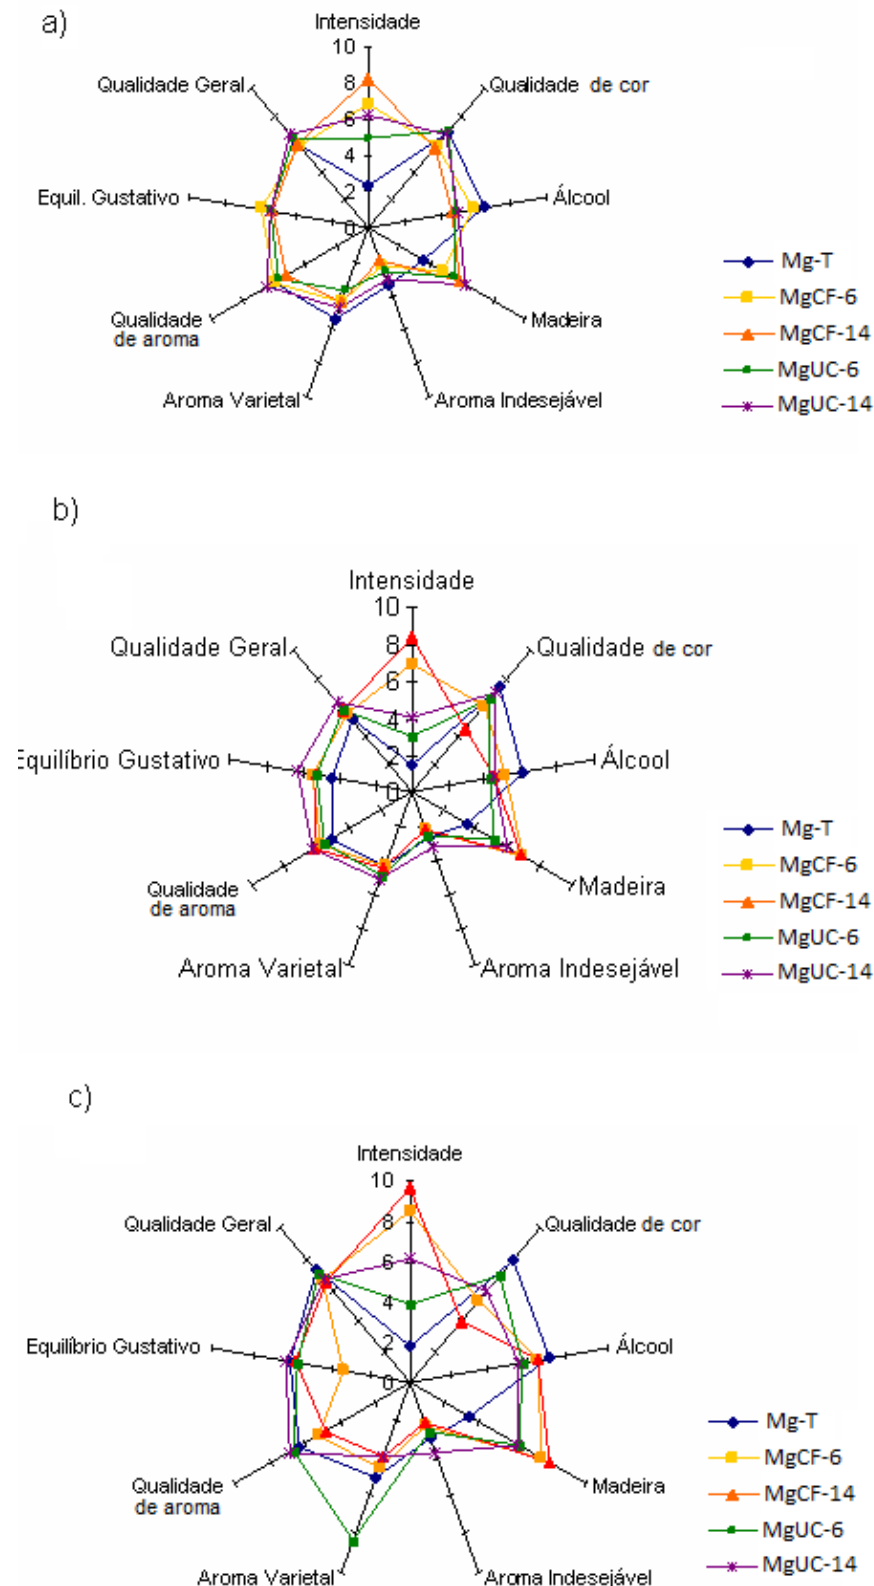 a)
Intensidade
10
8
6
4
2
0
Qualidade Geral
Qualidade de cor
Equil. Gustativo
Álcool
Qualidade
de aroma
Madeira
Aroma Varietal
Aroma Indesejável
Mg-T
MgCF-6
MgCF-14
MgUC-6
MgUC-14
b)
Intensidade
10
8
6
4
2
0
Qualidade Geral
Qualidade de cor
Equilíbrio Gustativo
Álcool
Qualidade
de aroma
Madeira
Aroma Varietal
Aroma Indesejável
Mg-T
MgCF-6
MgCF-14
MgUC-6
MgUC-14
c)
Intensidade
10
8
6
4
2
0
Qualidade Geral
Qualidade de cor
Equilíbrio Gustativo
Álcool
Qualidade
de aroma
Madeira
Aroma Varietal
Aroma Indesejável
Mg-T
MgCF-6
MgCF-14
MgUC-6
MgUC-14